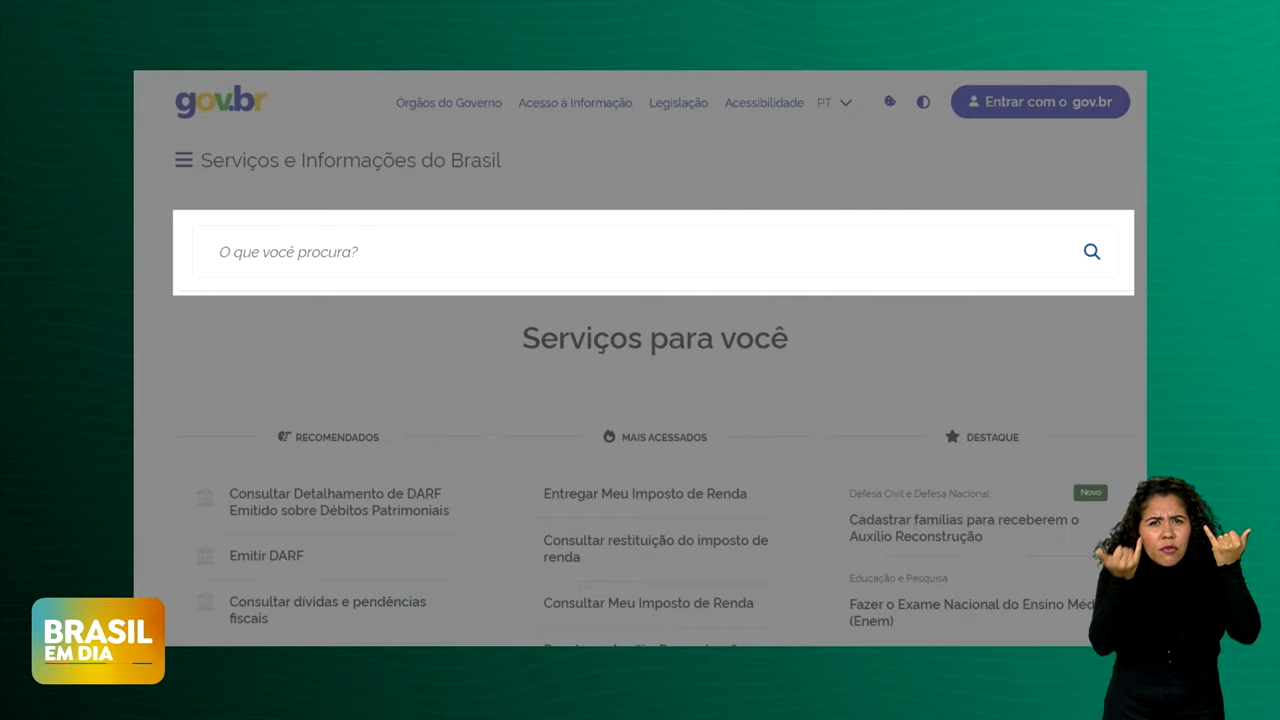 gov.br
Órgãos do Governo Acesso à Informação Legislação Acessibilidade PT Entrar com o gov.br
Serviços e Informações do Brasil
O que você procura?
Serviços para você
RECOMENDADOS
Consultar Detalhamento de DARF
Emitido sobre Débitos Patrimoniais
Emitir DARF
Consultar dívidas e pendências
fiscais
MAIS ACESSADOS
Entregar Meu Imposto de Renda
Consultar restituição do imposto de
renda
Consultar Meu Imposto de Renda
DESTAQUE
Defesa Civil e Defesa Nacional
Novo
Cadastrar famílias para receberem o
Auxílio Reconstrução
Educação e Pesquisa
Fazer o Exame Nacional do Ensino Méd
(Enem)
BRASIL
EM DIA